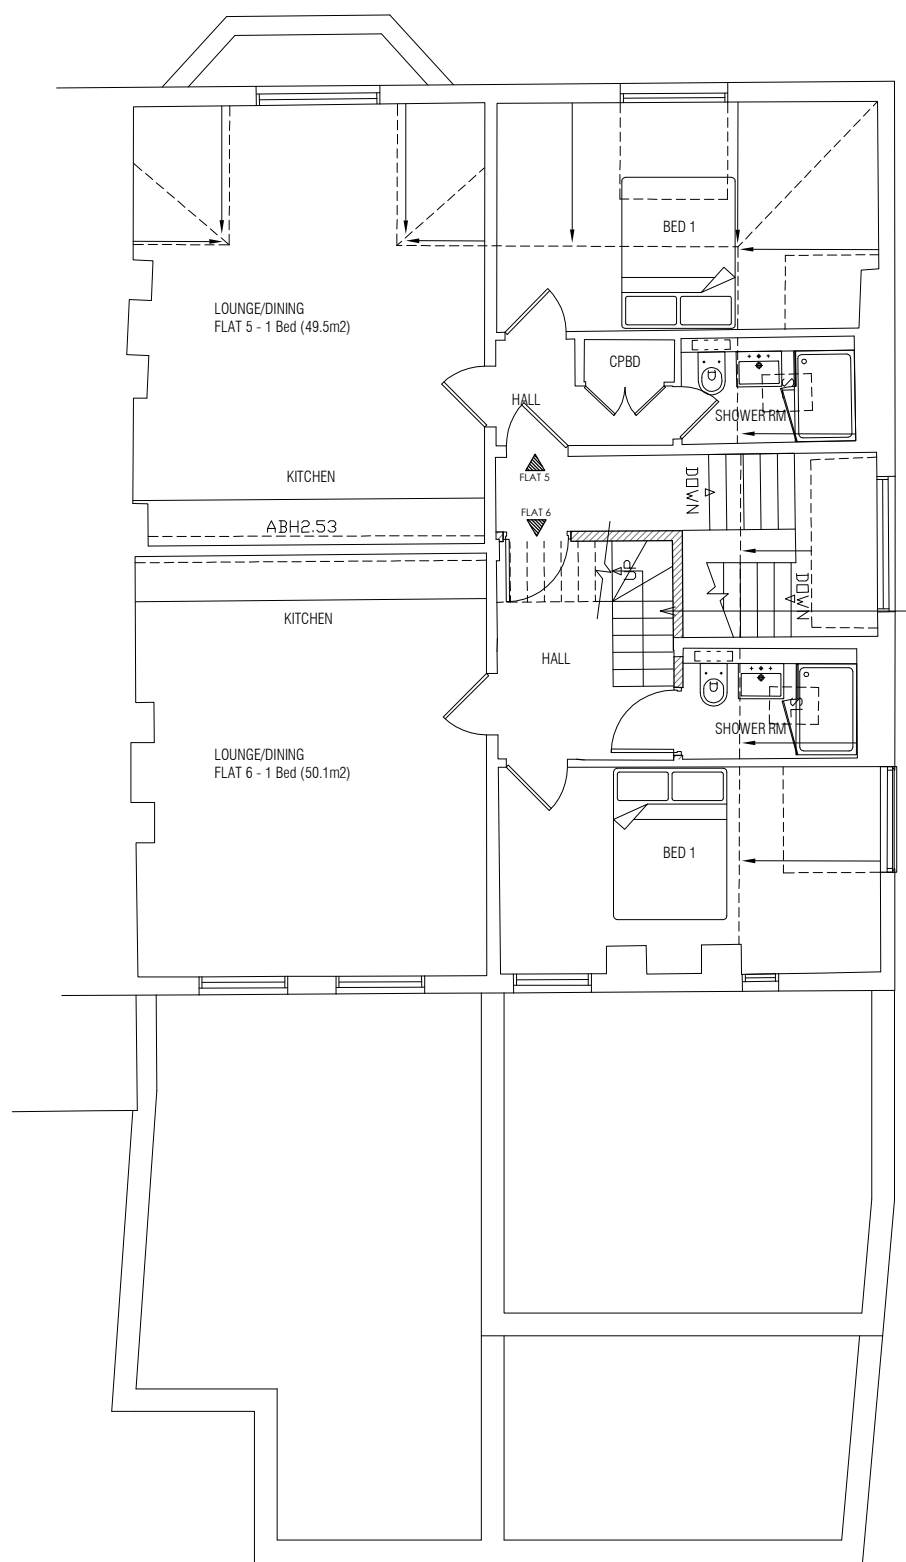 BED 1
LOUNGE/DINING
FLAT 5 - 1 Bed (49.5m2)
CPBD
HALL
SL
SHOWER RM
KITCHEN
FLAT 5
DOWN
FLAT 6
ABH2.53
UP
DOWN
KITCHEN
HALL
SL
SHOWER RM
LOUNGE/DINING
FLAT 6 - 1 Bed (50.1m2)
BED 1